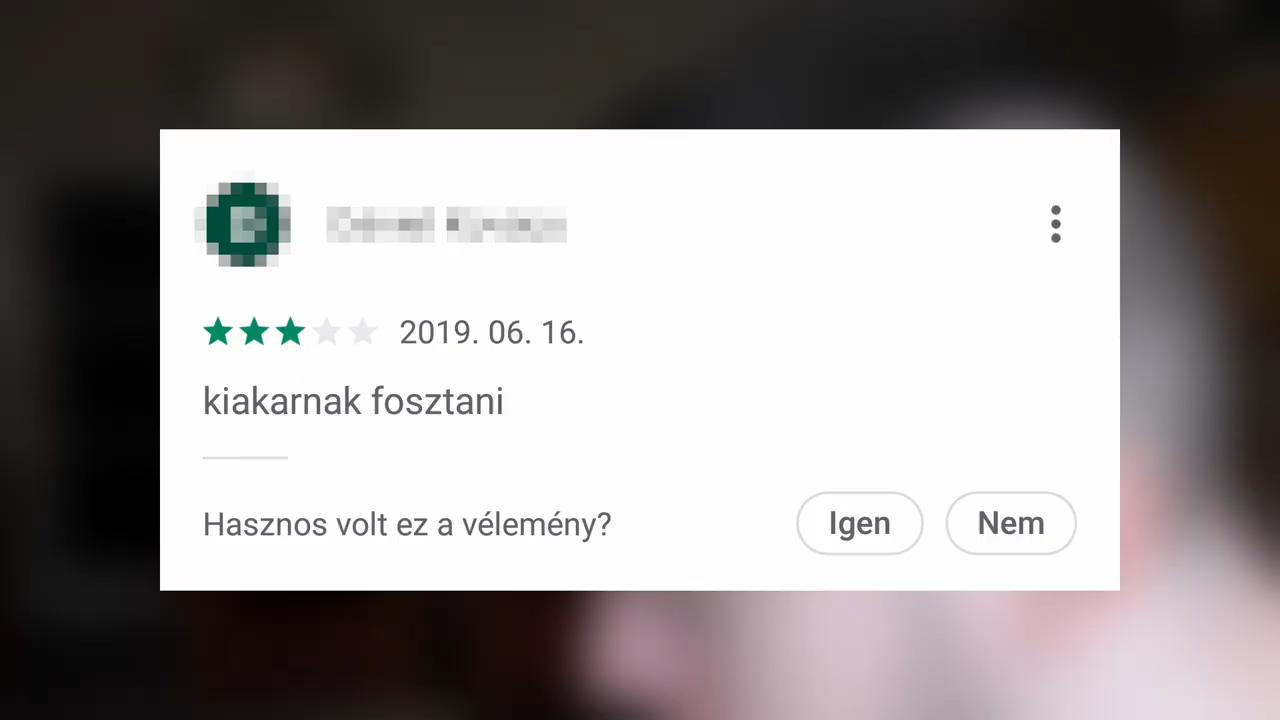 2019. 06. 16.
kiakarnak fosztani
Hasznos volt ez a vélemény?
Igen
Nem